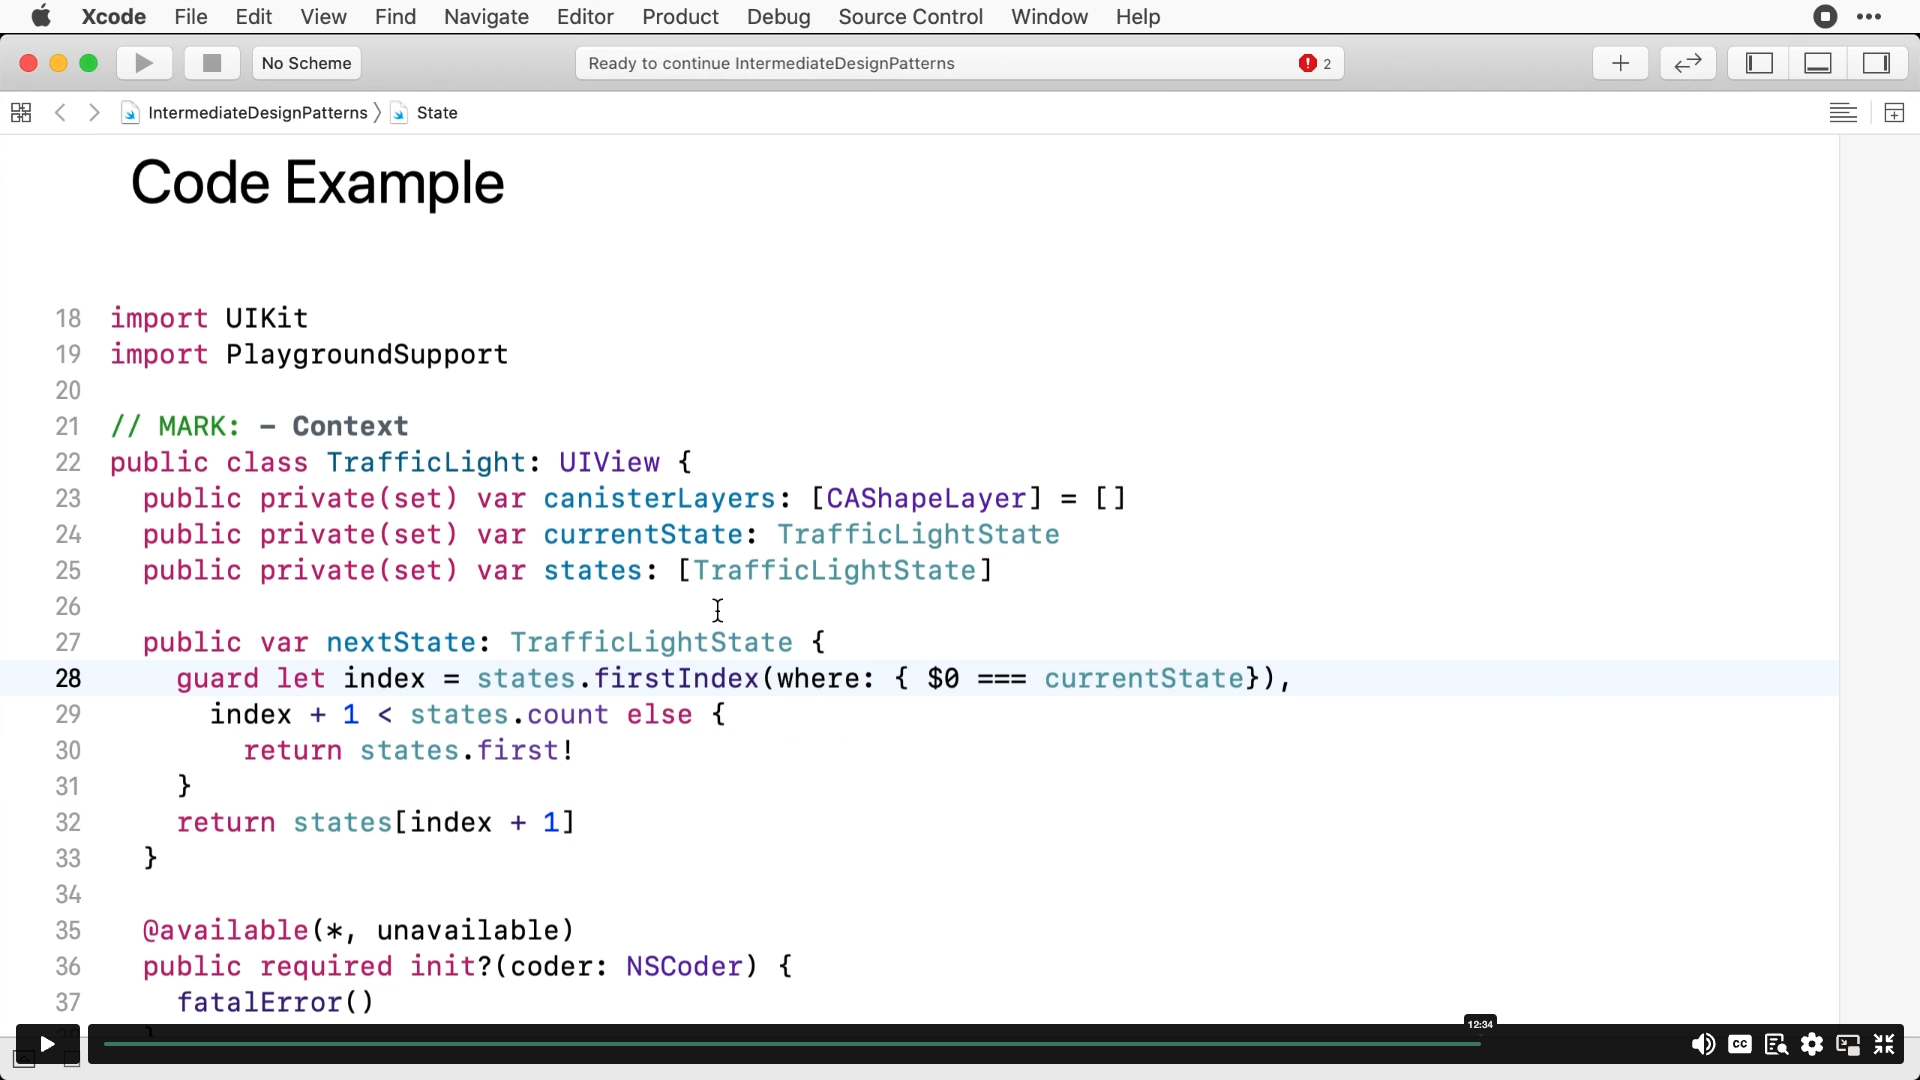 Xcode File Edit View Find Navigate Editor Product Debug Source Control Window Help
No Scheme
Ready to continue IntermediateDesignPatterns
2
IntermediateDesignPatterns
State
Code Example
18 import UIKit
19 import PlaygroundSupport
20
21 // MARK: - Context
22 public class TrafficLight: UIView {
23 public private(set) var canisterLayers: [CAShapeLayer] = []
24 public private(set) var currentState: TrafficLightState
25 public private(set) var states: [TrafficLightState]
26
27 public var nextState: TrafficLightState {
28 guard let index = states.firstIndex(where: { $0 === currentState}),
29 index + 1 < states.count else {
30 return states.first!
31 }
32 return states[index + 1]
33 }
34
35 @available(*, unavailable)
36 public required init?(coder: NSCoder) {
37 fatalError()
12:34
CC